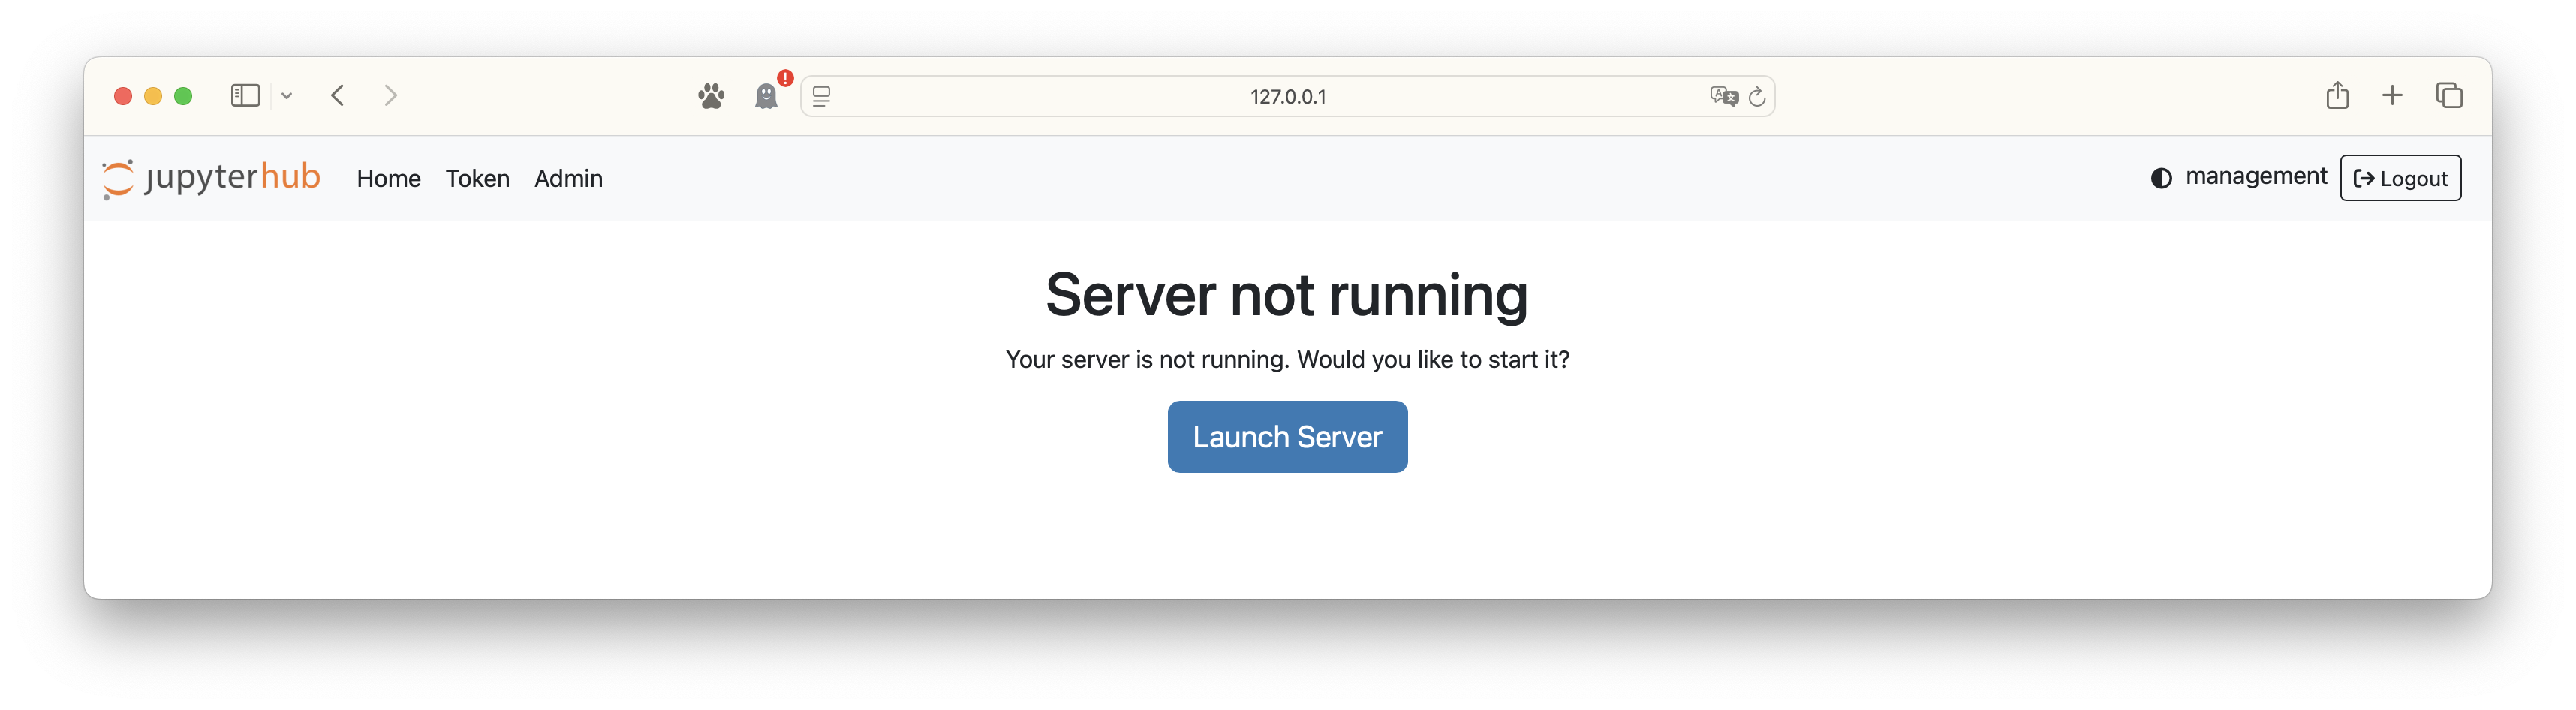 127.0.0.1
jupyterhub Home Token Admin management Logout
Server not running
Your server is not running. Would you like to start it?
Launch Server